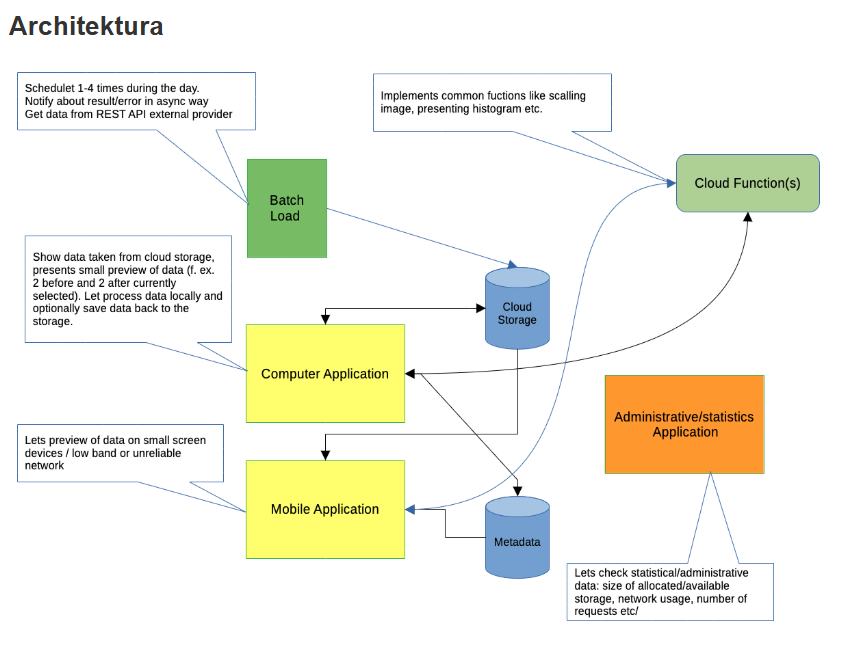 Architektura
Schedulet 1-4 times during the day.
Notify about result/error in async way
Get data from REST API external provider
Implements common fuctions like scalling
image, presenting histogram etc.
Batch
Load
Cloud Function(s)
Show data taken from cloud storage,
presents small preview of data (f. ex.
2 before and 2 after currently
selected). Let process data locally and
optionally save data back to the
storage.
Cloud
Storage
Computer Application
Administrative/statistics
Application
Lets preview of data on small screen
devices / low band or unreliable
network
Mobile Application
Metadata
Lets check statistical/administrative
data: size of allocated/available
storage, network usage, number of
requests etc/